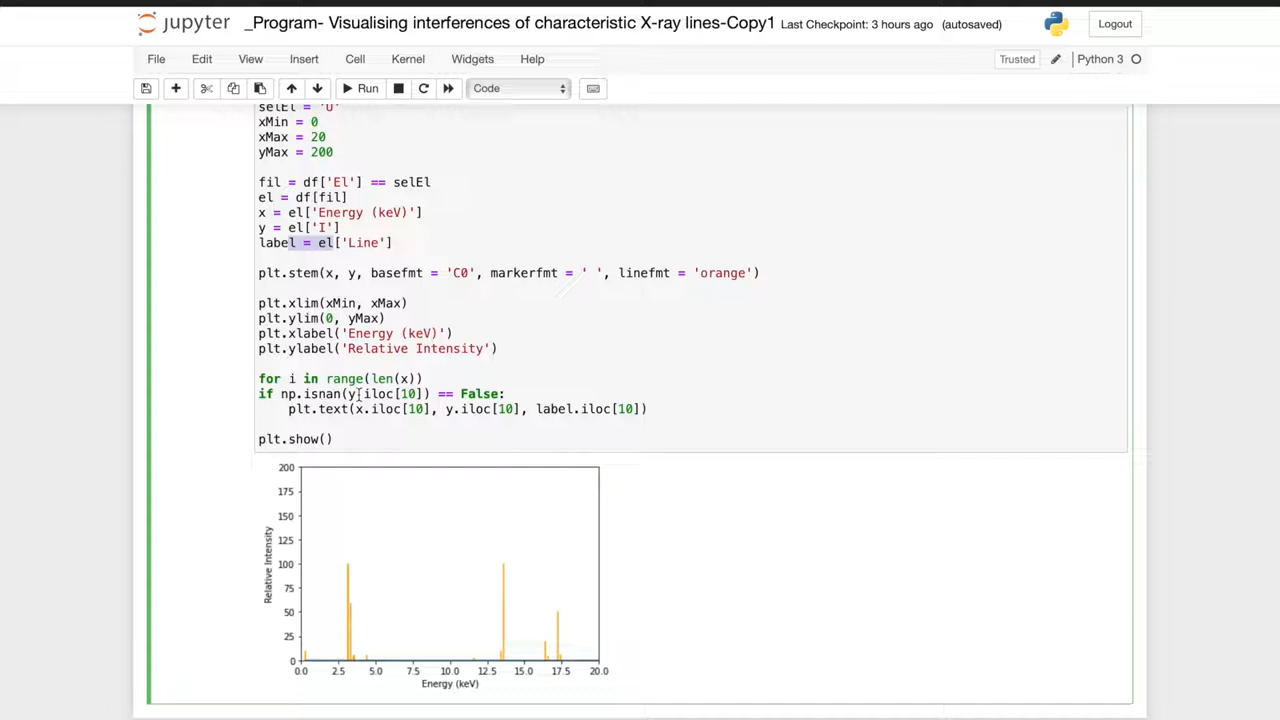 jupyter _Program- Visualising interferences of characteristic X-ray lines-Copy1 Last Checkpoint: 3 hours ago (autosaved) Logout
File Edit View Insert Cell Kernel Widgets Help Trusted Python 3
Run Code
selEl = 'U'
xMin = 0
xMax = 20
yMax = 200
fil = df['El'] == selEl
el = df[fil]
x = el['Energy (keV)']
y = el['I']
label = el['Line']
plt.stem(x, y, basefmt = 'C0', markerfmt = ' ', linefmt = 'orange')
plt.xlim(xMin, xMax)
plt.ylim(0, yMax)
plt.xlabel('Energy (keV)')
plt.ylabel('Relative Intensity')
for i in range(len(x))
if np.isnan(y.iloc[10]) == False:
plt.text(x.iloc[10], y.iloc[10], label.iloc[10])
plt.show()
200
175
150
125
100
75
50
25
0
Relative Intensity
0.0 2.5 5.0 7.5 10.0 12.5 15.0 17.5 20.0
Energy (keV)